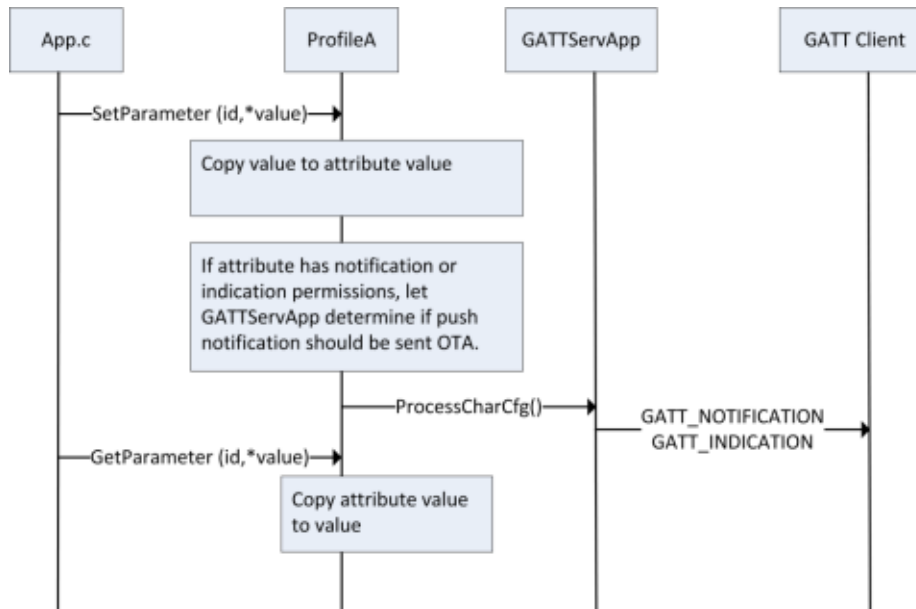 App.c
ProfileA
GATTServApp
GATT Client
SetParameter (id,*value)
Copy value to attribute value
If attribute has notification or
indication permissions, let
GATTServApp determine if push
notification should be sent OTA.
ProcessCharCfg()
GATT_NOTIFICATION
GATT_INDICATION
GetParameter (id,*value)
Copy attribute value
to value